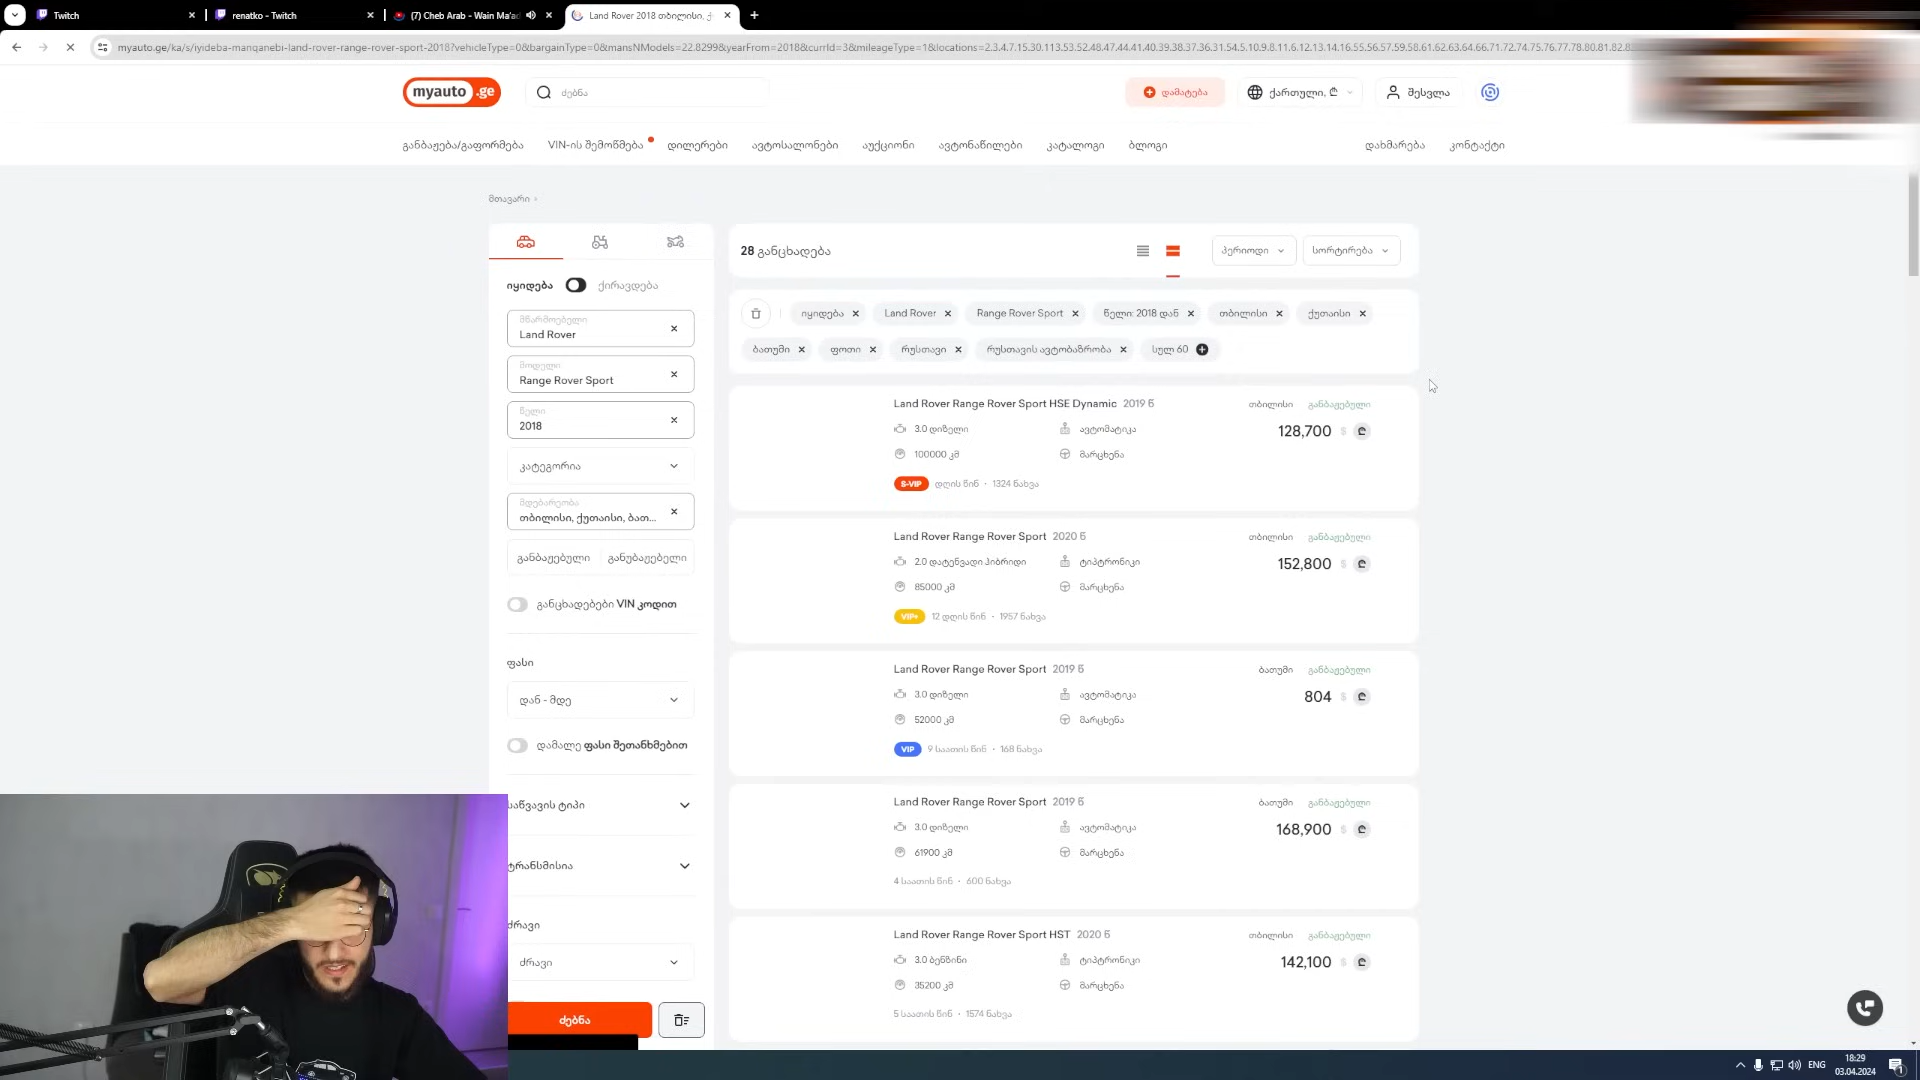 Twitch
renatko - Twitch
(7) Cheb Arab - Wain Ma'ad
Land Rover 2018 თბილისი, ქ
myauto.ge/ka/s/iyideba-manqanebi-land-rover-range-rover-sport-2018?vehicleType=0&bargainType=0&mansNModels=22.8299&yearFrom=2018&currId=3&mileageType=1&locations=2.3.4.7.15.30.113.53.52.48.47.44.41.40.39.38.37.36.31.54.5.10.9.8.11.6.12.13.14.16.55.56.57.59.58.61.62.63.64.66.71.72.74.75.76.77.78.80.81.82.8
myauto.ge
ძებნა
დამატება
ქართული, ₾
შესვლა
განბაჟება/გაფორმება
VIN-ის შემოწმება
დილერები
ავტოსალონები
აუქციონი
ავტონაწილები
კატალოგი
ბლოგი
დახმარება
კონტაქტი
მთავარი ›
იყიდება
ქირავდება
მწარმოებელი
Land Rover
მოდელი
Range Rover Sport
წელი
2018
კატეგორია
მდებარეობა
თბილისი, ქუთაისი, ბათ...
განბაჟებული
განუბაჟებელი
განცხადებები VIN კოდით
ფასი
დან - მდე
დამალე ფასი შეთანხმებით
საწვავის ტიპი
ტრანსმისია
ძრავი
ძრავი
ძებნა
28 განცხადება
პერიოდი
სორტირება
იყიდება
Land Rover
Range Rover Sport
წელი: 2018 დან
თბილისი
ქუთაისი
ბათუმი
ფოთი
რუსთავი
რუსთავის ავტობაზრობა
სულ 60
Land Rover Range Rover Sport HSE Dynamic 2019 წ
თბილისი განბაჟებული
3.0 დიზელი
ავტომატიკა
128,700 $ ₾
100000 კმ
მარცხენა
S-VIP დღის წინ • 1324 ნახვა
Land Rover Range Rover Sport 2020 წ
თბილისი განბაჟებული
2.0 დატენვადი ჰიბრიდი
ტიპტრონიკი
152,800 $ ₾
85000 კმ
მარცხენა
VIP+ 12 დღის წინ • 1957 ნახვა
Land Rover Range Rover Sport 2019 წ
ბათუმი განბაჟებული
3.0 დიზელი
ავტომატიკა
804 $ ₾
52000 კმ
მარცხენა
VIP 9 საათის წინ • 168 ნახვა
Land Rover Range Rover Sport 2019 წ
ბათუმი განბაჟებული
3.0 დიზელი
ავტომატიკა
168,900 $ ₾
61900 კმ
მარცხენა
4 საათის წინ • 600 ნახვა
Land Rover Range Rover Sport HST 2020 წ
თბილისი განბაჟებული
3.0 ბენზინი
ტიპტრონიკი
142,100 $ ₾
35200 კმ
მარცხენა
5 საათის წინ • 1574 ნახვა
ENG
18:29
03.04.2024